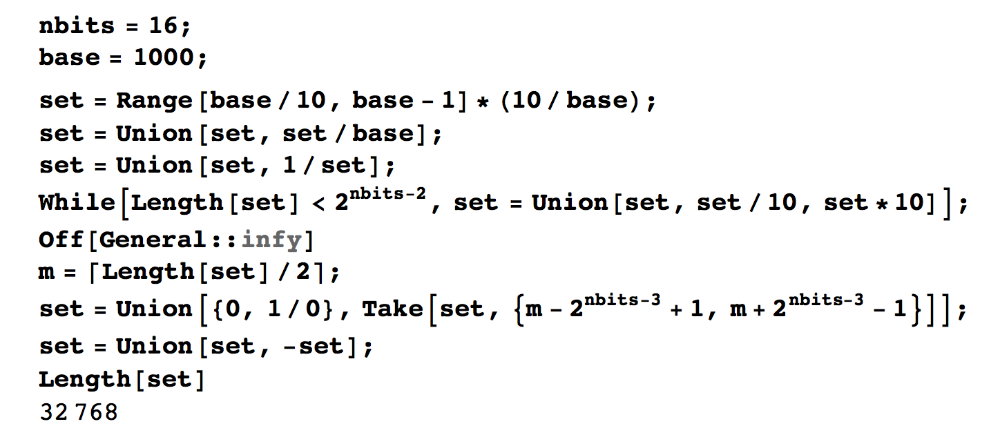 nbits = 16;
base = 1000;
set = Range[base / 10, base - 1] * (10 / base);
set = Union[set, set / base];
set = Union[set, 1 / set];
While[Length[set] < 2^nbits-2, set = Union[set, set / 10, set * 10]];
Off[General::infy]
m = ⌈Length[set] / 2⌉;
set = Union[{0, 1 / 0}, Take[set, {m - 2^nbits-3 + 1, m + 2^nbits-3 - 1}]];
set = Union[set, -set];
Length[set]
32 768